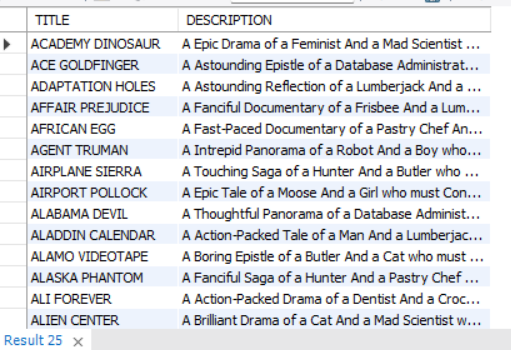 TITLE DESCRIPTION
ACADEMY DINOSAUR A Epic Drama of a Feminist And a Mad Scientist ...
ACE GOLDFINGER A Astounding Epistle of a Database Administrat...
ADAPTATION HOLES A Astounding Reflection of a Lumberjack And a ...
AFFAIR PREJUDICE A Fanciful Documentary of a Frisbee And a Lum...
AFRICAN EGG A Fast-Paced Documentary of a Pastry Chef An...
AGENT TRUMAN A Intrepid Panorama of a Robot And a Boy who...
AIRPLANE SIERRA A Touching Saga of a Hunter And a Butler who ...
AIRPORT POLLOCK A Epic Tale of a Moose And a Girl who must Con...
ALABAMA DEVIL A Thoughtful Panorama of a Database Administ...
ALADDIN CALENDAR A Action-Packed Tale of a Man And a Lumberjac...
ALAMO VIDEOTAPE A Boring Epistle of a Butler And a Cat who must ...
ALASKA PHANTOM A Fanciful Saga of a Hunter And a Pastry Chef ...
ALI FOREVER A Action-Packed Drama of a Dentist And a Croc...
ALIEN CENTER A Brilliant Drama of a Cat And a Mad Scientist w...
Result 25